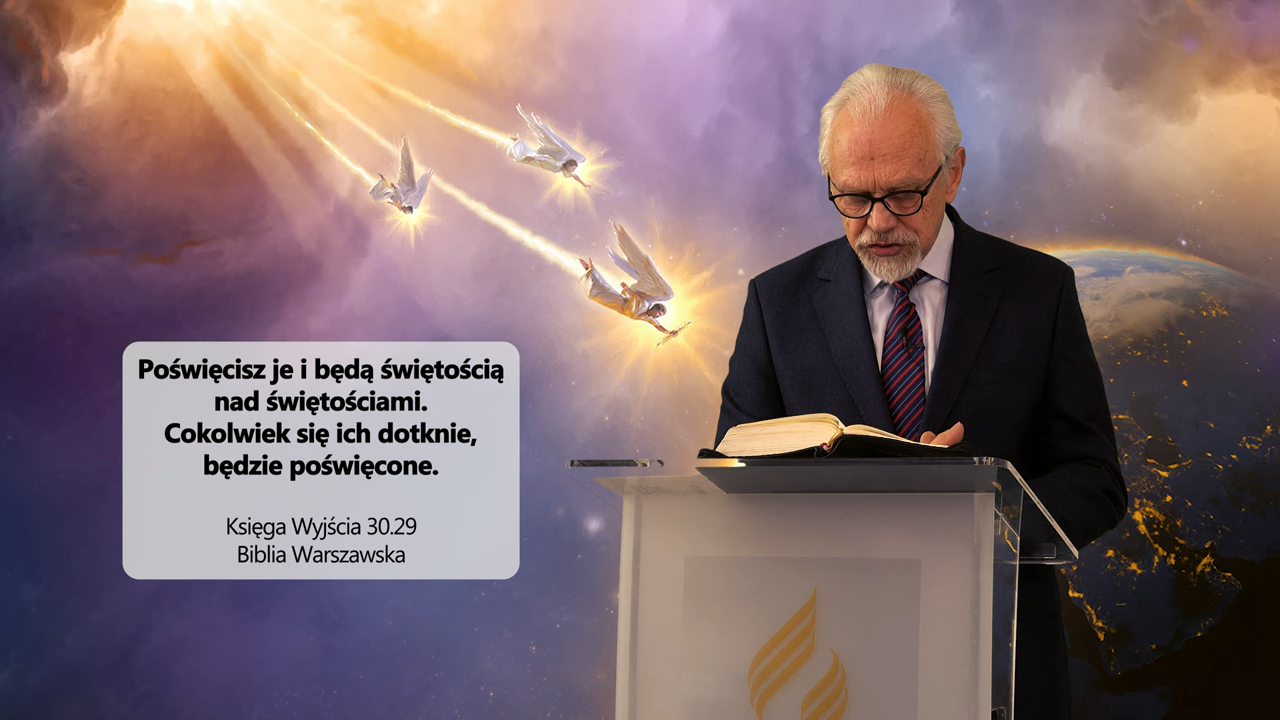 Poświęcisz je i będą świętością
nad świętościami.
Cokolwiek się ich dotknie,
będzie poświęcone.
Księga Wyjścia 30.29
Biblia Warszawska